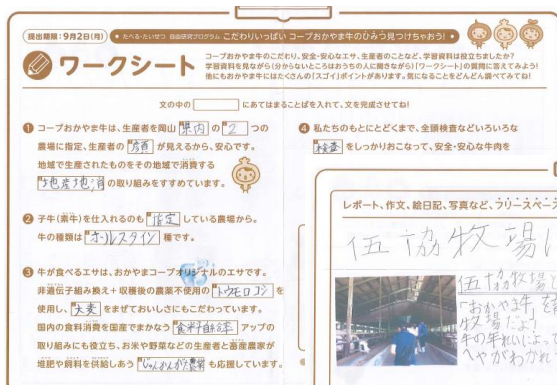 提出期限：9月2日(月)
たべる・たいせつ 自由研究プログラム こだわりいっぱい コープおかやま牛のひみつ見つけちゃおう！
ワークシート
コープおかやま牛のこだわり、安全・安心なエサ、生産者のことなど、学習資料は役立ちましたか？
学習資料を見ながら(分からないところはおうちの人に聞きながら)「ワークシート」の質問に答えてみよう！
他にもおかやま牛にはたくさんの「スゴイ」ポイントがあります。気になることをどんどん調べてみてね！
文の中の にあてはまることばを入れて、文を完成させてね！
1 コープおかやま牛は、生産者を岡山 県内 の 2 つの
農場に指定、生産者の 顔 が見えるから、安心です。
地域で生産されたものをその地域で消費する
地産地消 の取り組みをすすめています。
2 子牛(素牛)を仕入れるのも 指定 している農場から。
牛の種類は ホルスタイン 種です。
3 牛が食べるエサは、おかやまコープオリジナルのエサです。
非遺伝子組み換え＋収穫後の農薬不使用の トウモロコシ を
使用し、大麦 をまぜておいしさにもこだわっています。
国内の食料消費を国産でまかなう 食料自給率 アップの
取り組みにも役立ち、お米や野菜などの生産者と畜産農家が
堆肥や飼料を供給しあう じゅんかんがた農業 も応援しています。
4 私たちのもとにとどくまで、全頭検査などいろいろな
検査 をしっかりおこなって、安全・安心な牛肉を
レポート、作文、絵日記、写真など、フリースペース
伍協牧場に
伍協牧場で
「おかやま牛」を
牧場だよう
牛の年れいによって
へやがわかれ